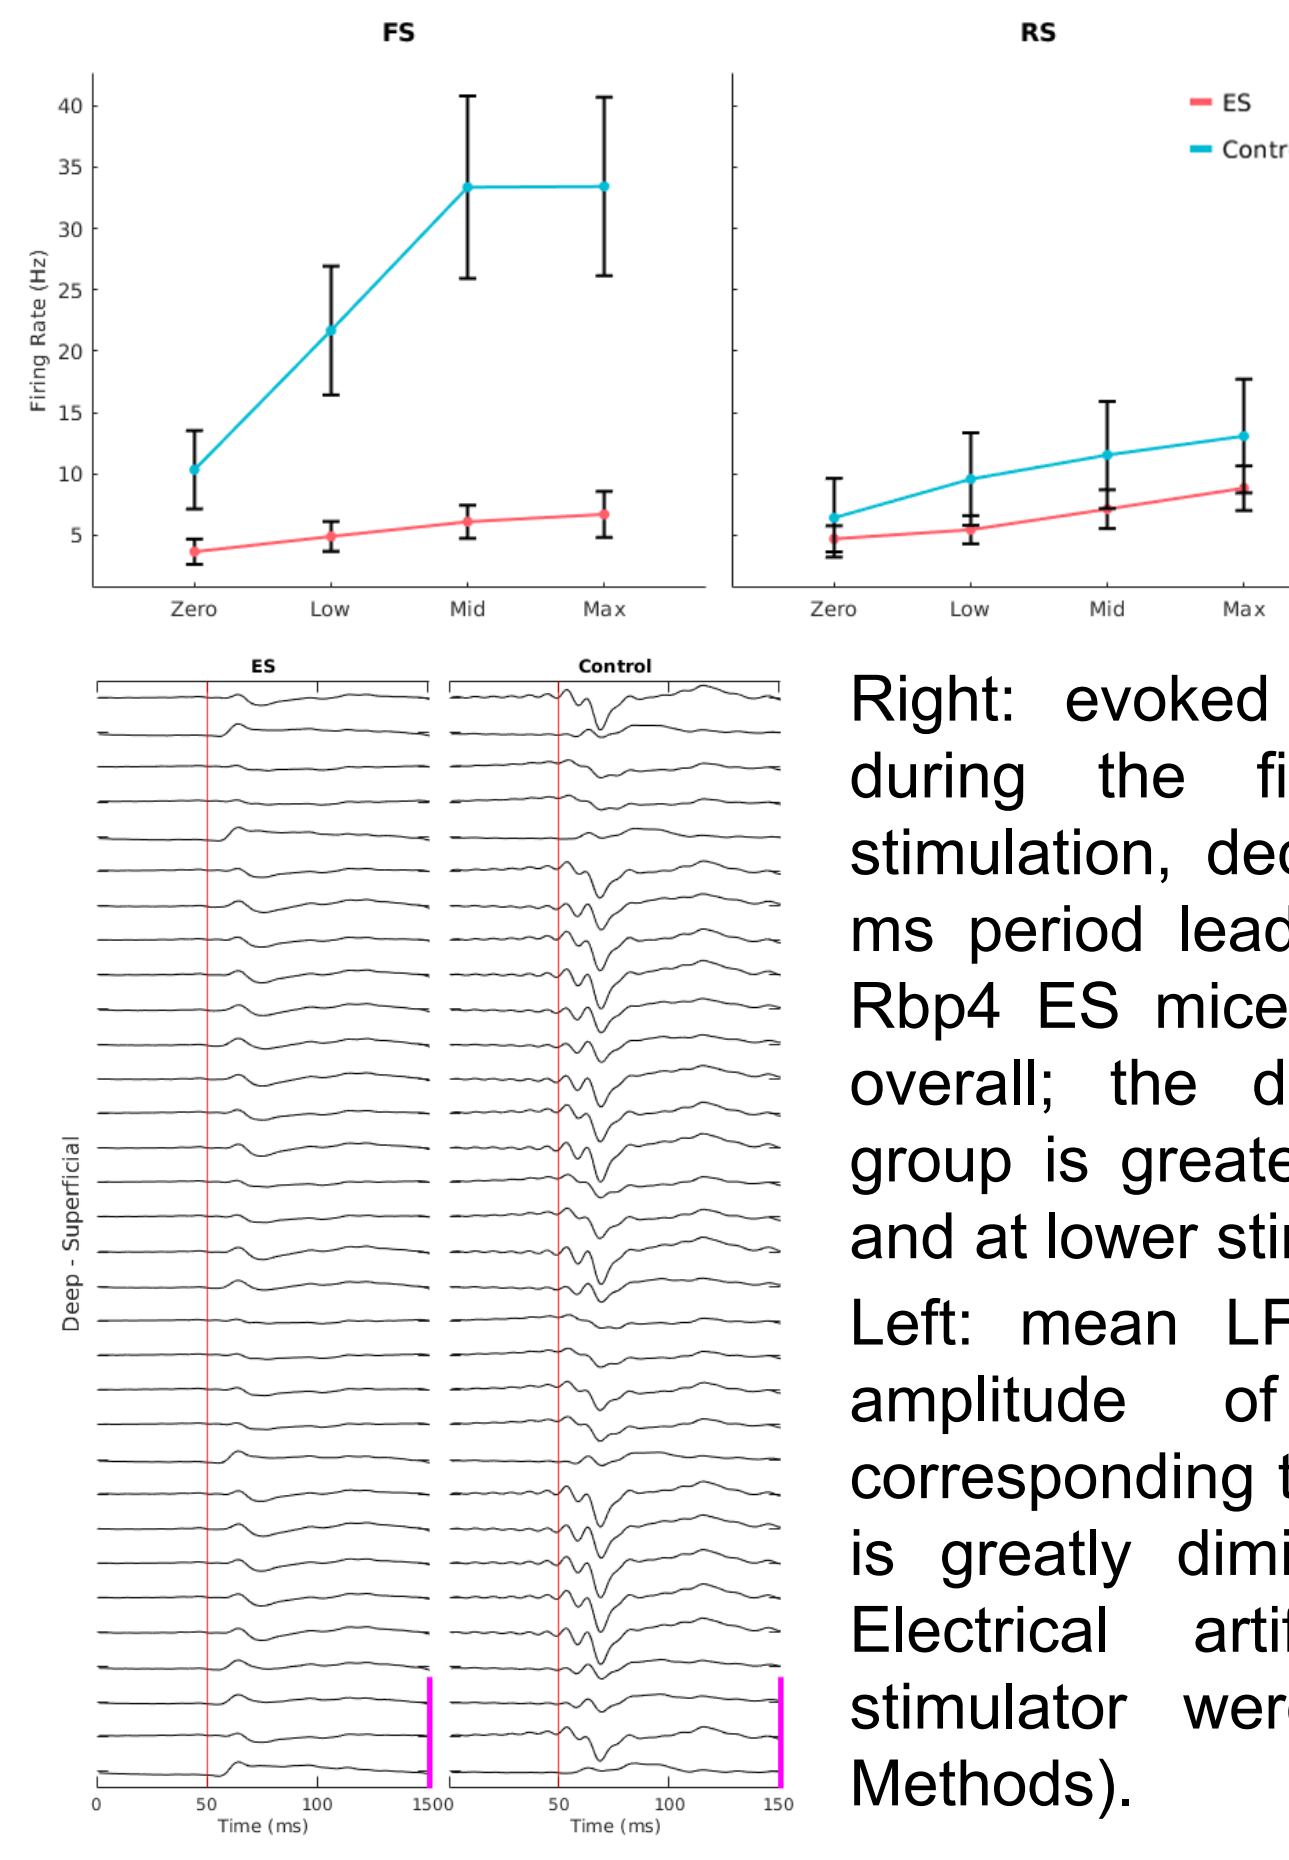 FS
RS
40
35
30
25
20
15
10
5
Firing Rate (Hz)
ES
Zero
Low
Mid
Max
Zero
Low
Mid
Max
ES
Control
Deep - Superficial
0
50
100
150
0
50
100
150
Time (ms)
Time (ms)
Right: evoked
during the
stimulation,
ms period
Rbp4 ES mice
overall; the
group is
and at lower
Left: mean
amplitude of
corresponding
is greatly
Electrical
stimulator
Methods).